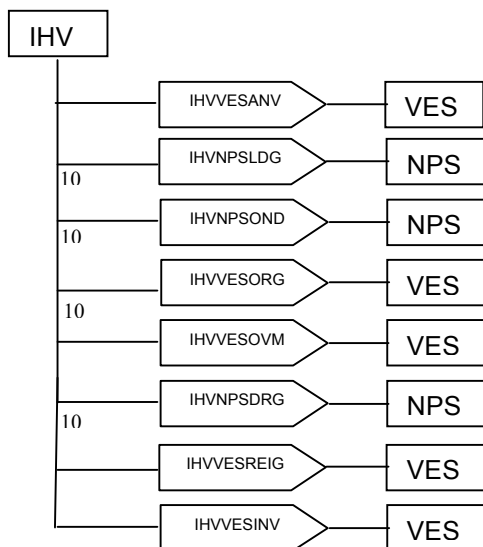 IHV
IHVVESANV VES
IHVNPSLDG NPS
10
IHVNPSOND NPS
10
IHVVESORG VES
10
IHVVESOVM VES
IHVNPSDRG NPS
10
IHVVESREIG VES
IHVVESINV VES